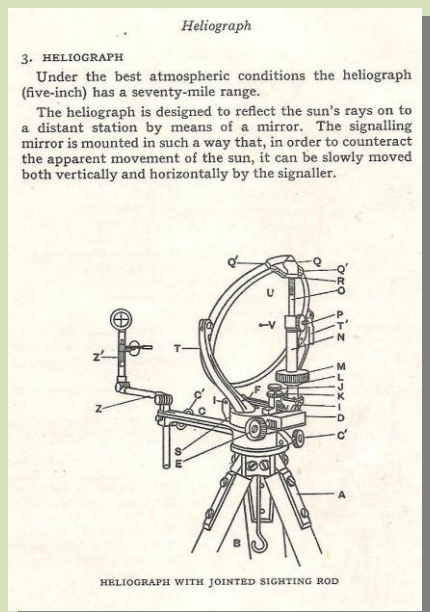 Heliograph
3. HELIOGRAPH
Under the best atmospheric conditions the heliograph
(five-inch) has a seventy-mile range.
The heliograph is designed to reflect the sun's rays on to
a distant station by means of a mirror. The signalling
mirror is mounted in such a way that, in order to counteract
the apparent movement of the sun, it can be slowly moved
both vertically and horizontally by the signaller.
Q' Q
Q'
R
U O
P
V T'
N
T
Z'
M
L
F J
C' K
I I
Z C D
C'
S
E
A
B
HELIOGRAPH WITH JOINTED SIGHTING ROD